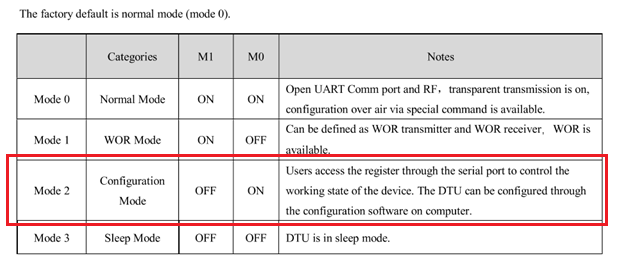 The factory default is normal mode (mode 0).
Categories M1 M0 Notes
Mode 0 Normal Mode ON ON Open UART Comm port and RF，transparent transmission is on,
configuration over air via special command is available.
Mode 1 WOR Mode ON OFF Can be defined as WOR transmitter and WOR receiver，WOR is
available.
Mode 2 Configuration Mode OFF ON Users access the register through the serial port to control the
working state of the device. The DTU can be configured through
the configuration software on computer.
Mode 3 Sleep Mode OFF OFF DTU is in sleep mode.